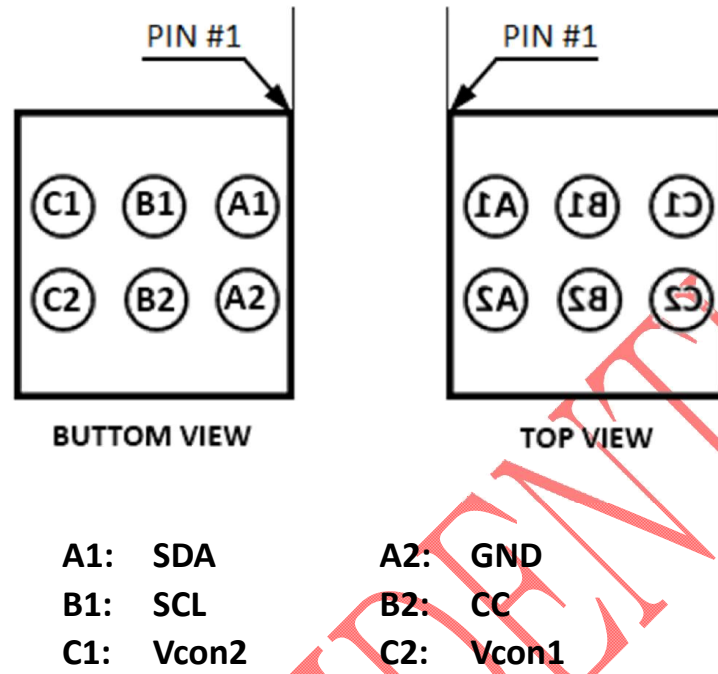 PIN #1 PIN #1
C1 B1 A1 A1 B1 C1
C2 B2 A2 A2 B2 C2
BUTTOM VIEW TOP VIEW
A1: SDA A2: GND
B1: SCL B2: CC
C1: Vcon2 C2: Vcon1